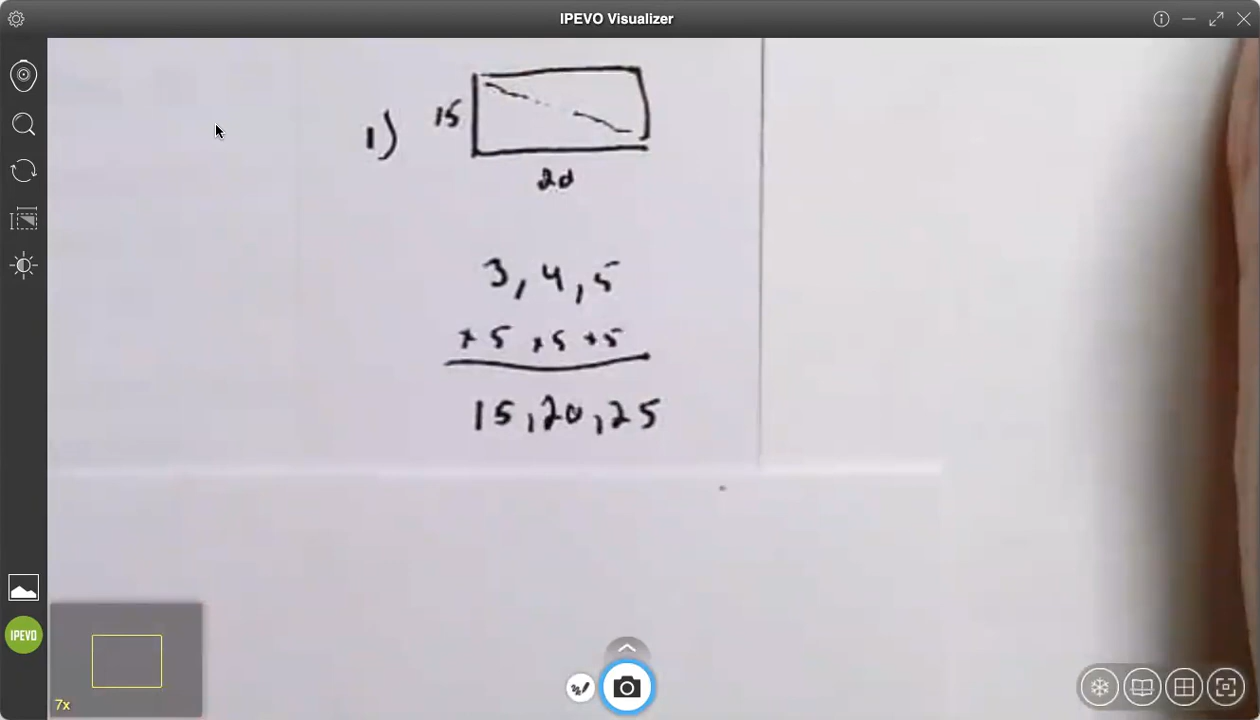 IPEVO Visualizer
1) 15
20
3, 4, 5
×5 ×5 ×5
15, 20, 25
IPEVO
7x